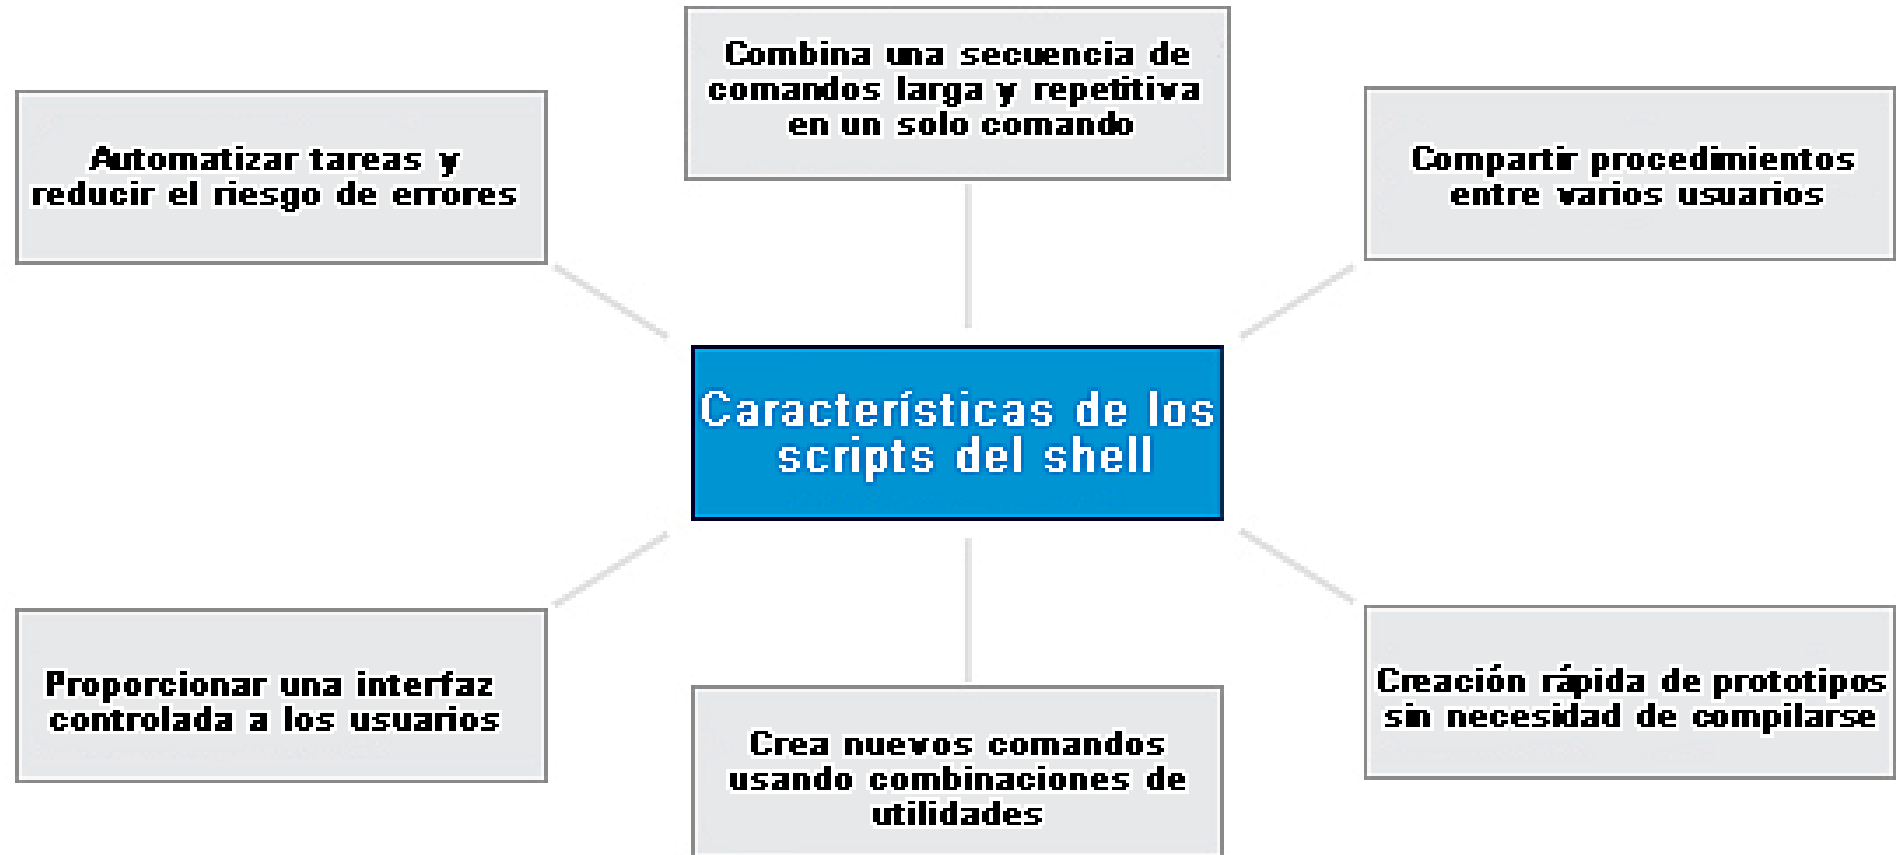 Combina una secuencia de
comandos larga y repetitiva
en un solo comando
Automatizar tareas y
reducir el riesgo de errores
Compartir procedimientos
entre varios usuarios
Características de los
scripts del shell
Proporcionar una interfaz
controlada a los usuarios
Crea nuevos comandos
usando combinaciones de
utilidades
Creación rápida de prototipos
sin necesidad de compilarse